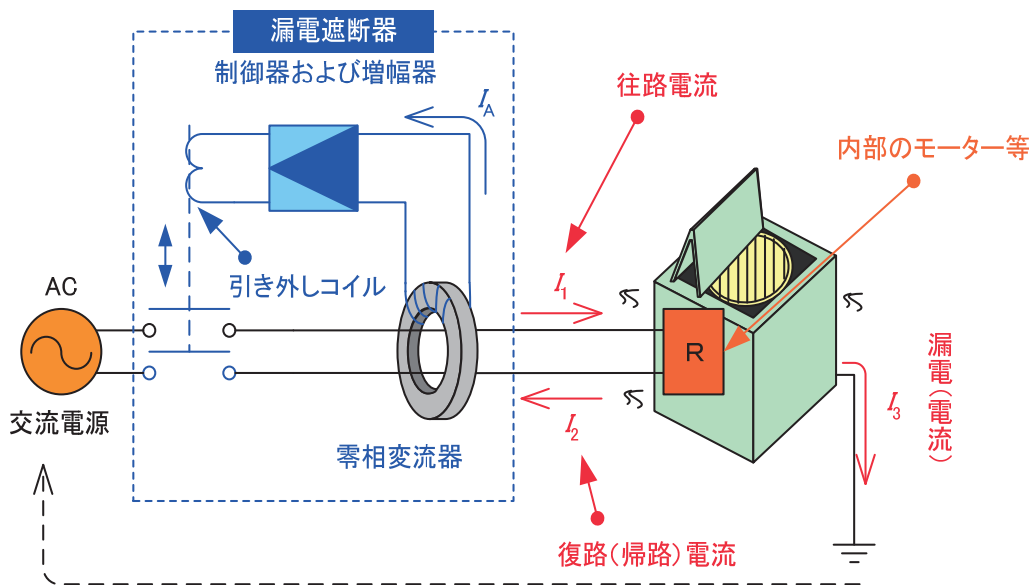 漏電遮断器
制御器および増幅器
I_A
往路電流
内部のモーター等
引き外しコイル
AC
I_1
R
漏電(電流)
I_3
交流電源
I_2
零相変流器
復路(帰路)電流